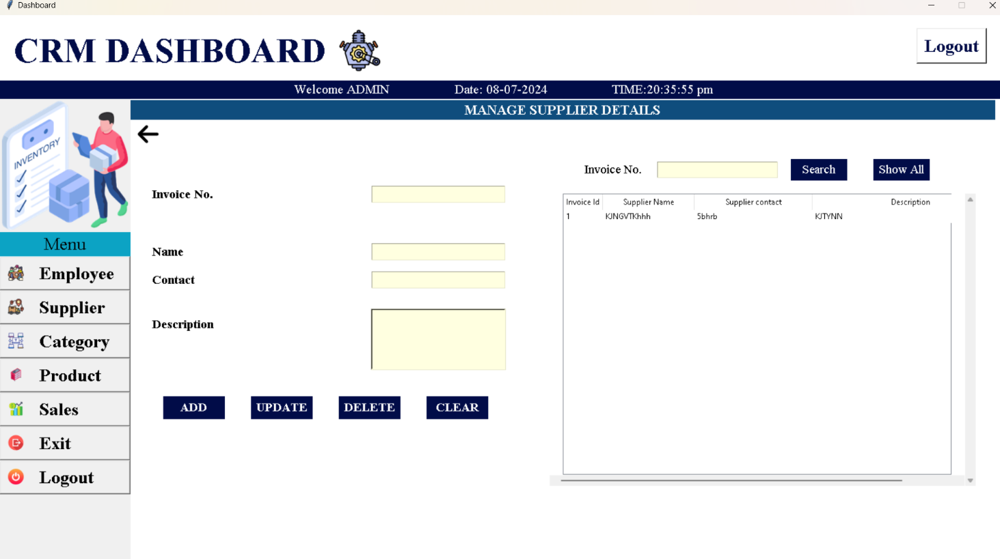 Dashboard
CRM DASHBOARD
Logout
Welcome ADMIN Date: 08-07-2024 TIME:20:35:55 pm
MANAGE SUPPLIER DETAILS
INVENTORY
Menu
Employee
Supplier
Category
Product
Sales
Exit
Logout
Invoice No. Search Show All
Invoice No.
Name
Contact
Description
ADD UPDATE DELETE CLEAR
Invoice Id Supplier Name Supplier contact Description
1 KJNGVTKhhh 5bhrb KJTYNN